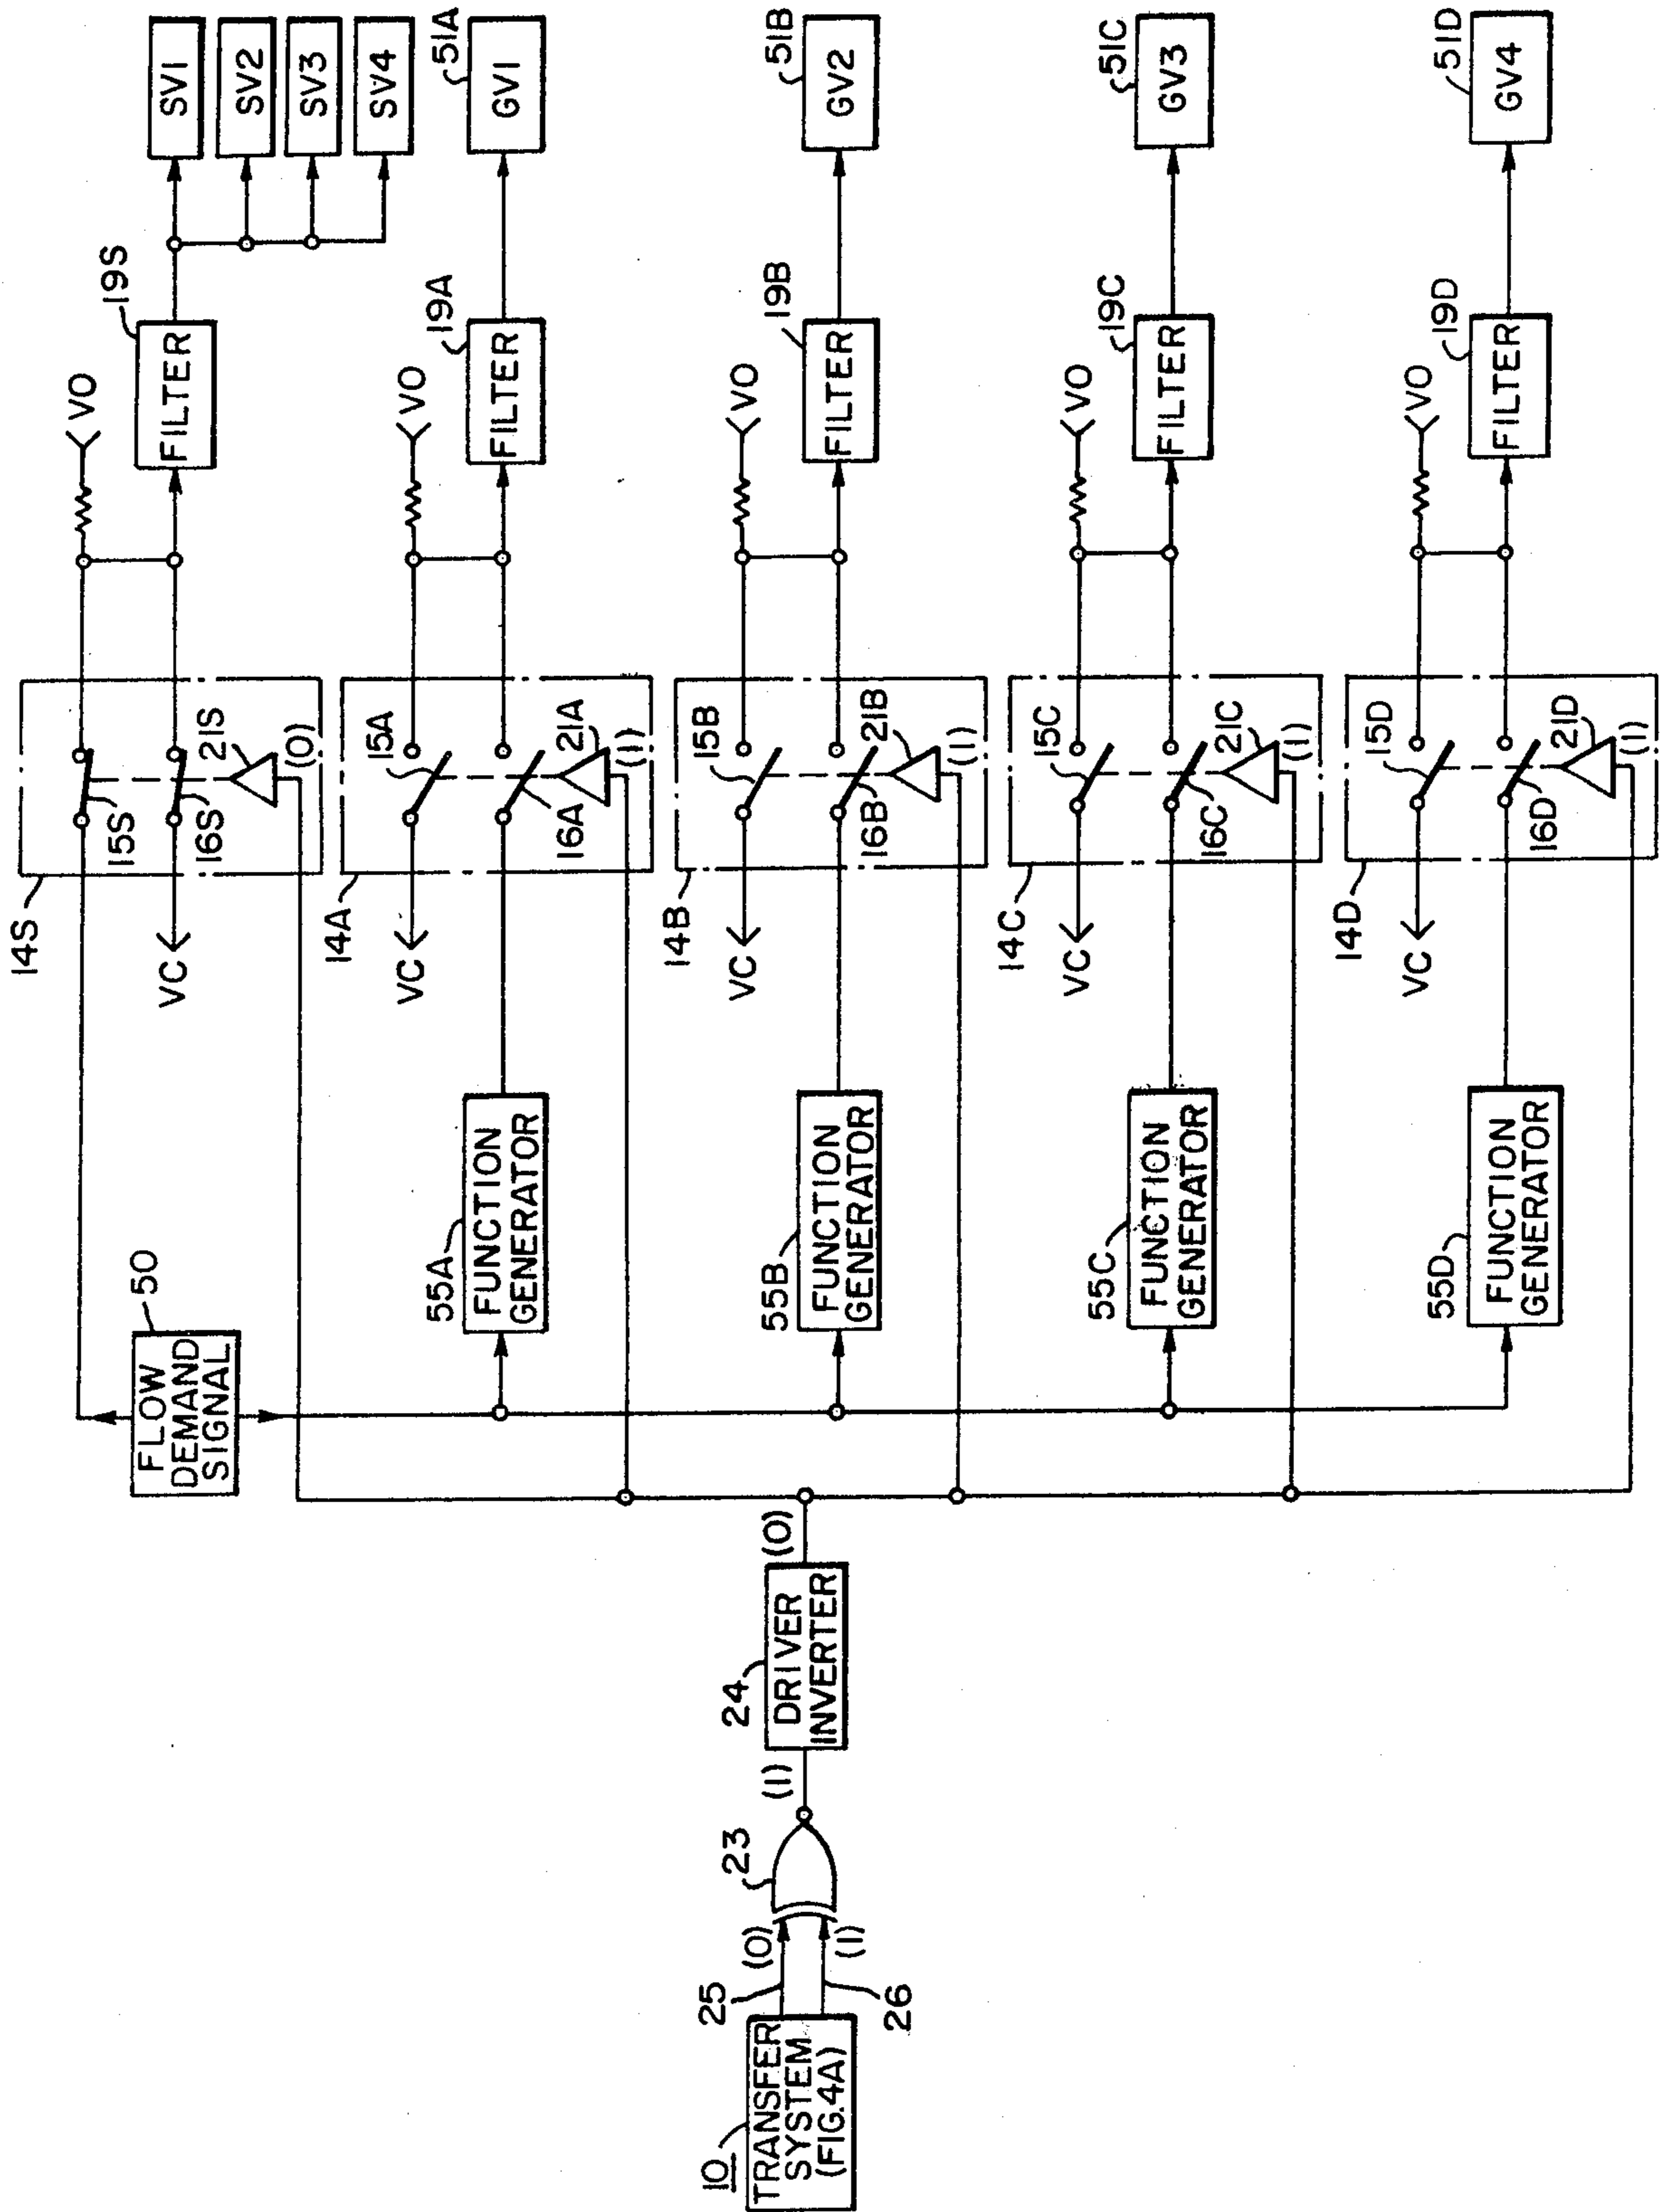 10
TRANSFER
SYSTEM
(FIG.4A)
25
26
(0)
(1)
23
(1)
24
DRIVER
INVERTER
(0)
50
FLOW
DEMAND
SIGNAL
14S
VC
15S
16S
21S
(0)
VO
19S
FILTER
SV1
SV2
SV3
SV4
55A
FUNCTION
GENERATOR
14A
VC
15A
16A
21A
(1)
VO
19A
FILTER
51A
GV1
55B
FUNCTION
GENERATOR
14B
VC
15B
16B
21B
(1)
VO
19B
FILTER
51B
GV2
55C
FUNCTION
GENERATOR
14C
VC
15C
16C
21C
(1)
VO
19C
FILTER
51C
GV3
55D
FUNCTION
GENERATOR
14D
VC
15D
16D
21D
(1)
VO
19D
FILTER
51D
GV4